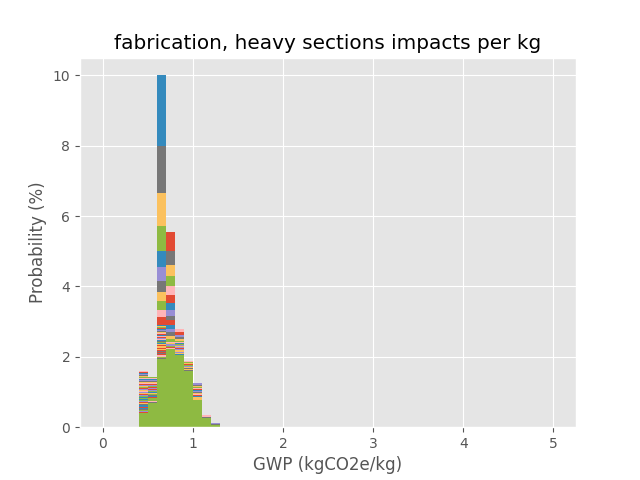 fabrication, heavy sections impacts per kg
10
8
6
4
2
0
Probability (%)
0 1 2 3 4 5
GWP (kgCO2e/kg)